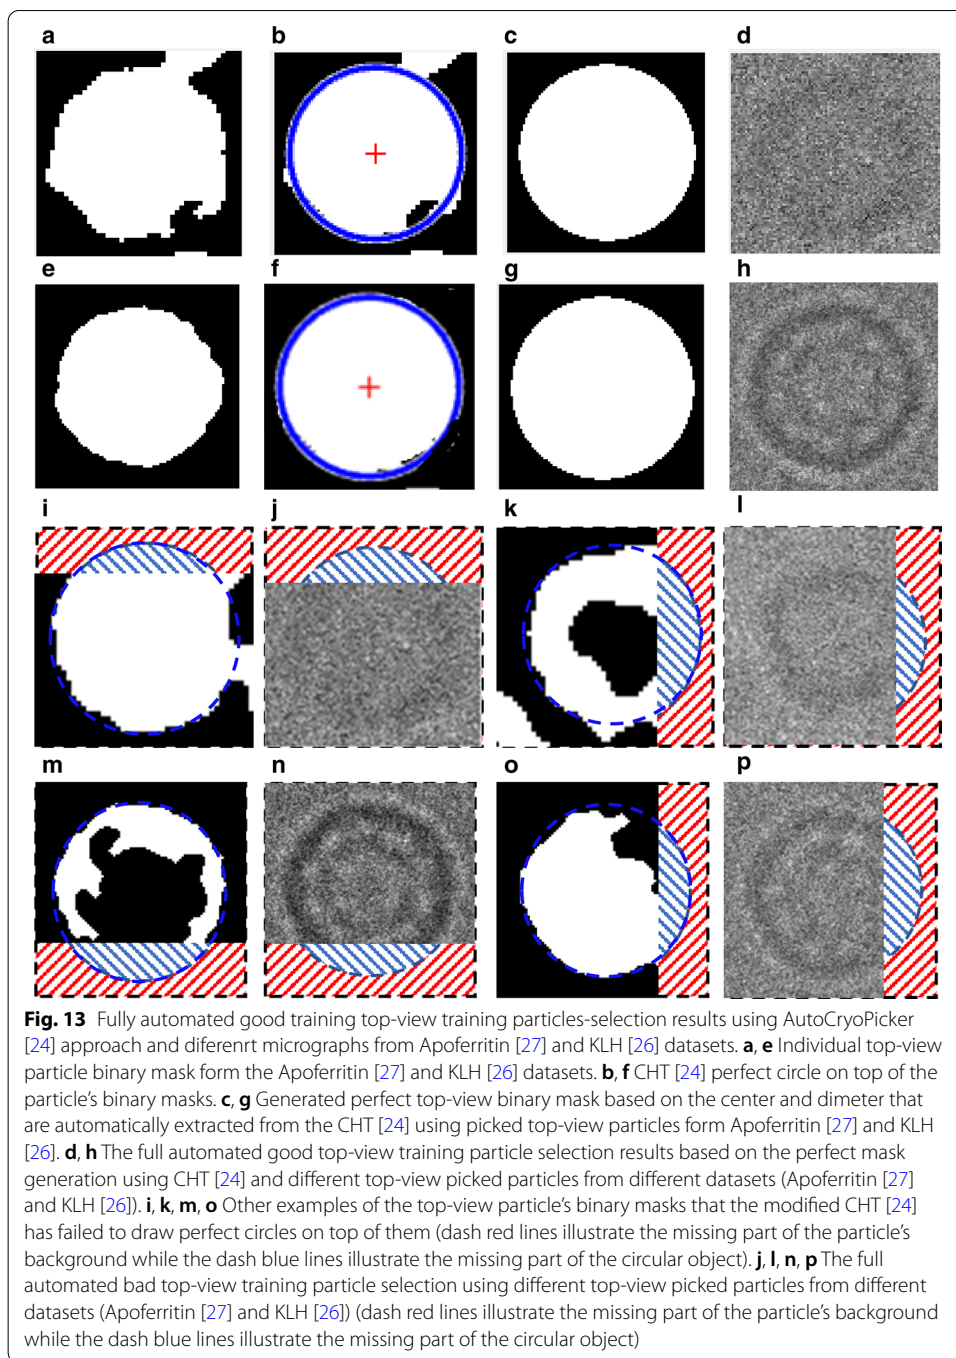 a b c d
e f g h
i j k l
m n o p
Fig. 13 Fully automated good training top-view training particles-selection results using AutoCryoPicker
[24] approach and diferenrt micrographs from Apoferritin [27] and KLH [26] datasets. a, e Individual top-view
particle binary mask form the Apoferritin [27] and KLH [26] datasets. b, f CHT [24] perfect circle on top of the
particle's binary masks. c, g Generated perfect top-view binary mask based on the center and dimeter that
are automatically extracted from the CHT [24] using picked top-view particles form Apoferritin [27] and KLH
[26]. d, h The full automated good top-view training particle selection results based on the perfect mask
generation using CHT [24] and different top-view picked particles from different datasets (Apoferritin [27]
and KLH [26]). i, k, m, o Other examples of the top-view particle's binary masks that the modified CHT [24]
has failed to draw perfect circles on top of them (dash red lines illustrate the missing part of the particle's
background while the dash blue lines illustrate the missing part of the circular object). j, l, n, p The full
automated bad top-view training particle selection using different top-view picked particles from different
datasets (Apoferritin [27] and KLH [26]) (dash red lines illustrate the missing part of the particle's background
while the dash blue lines illustrate the missing part of the circular object)